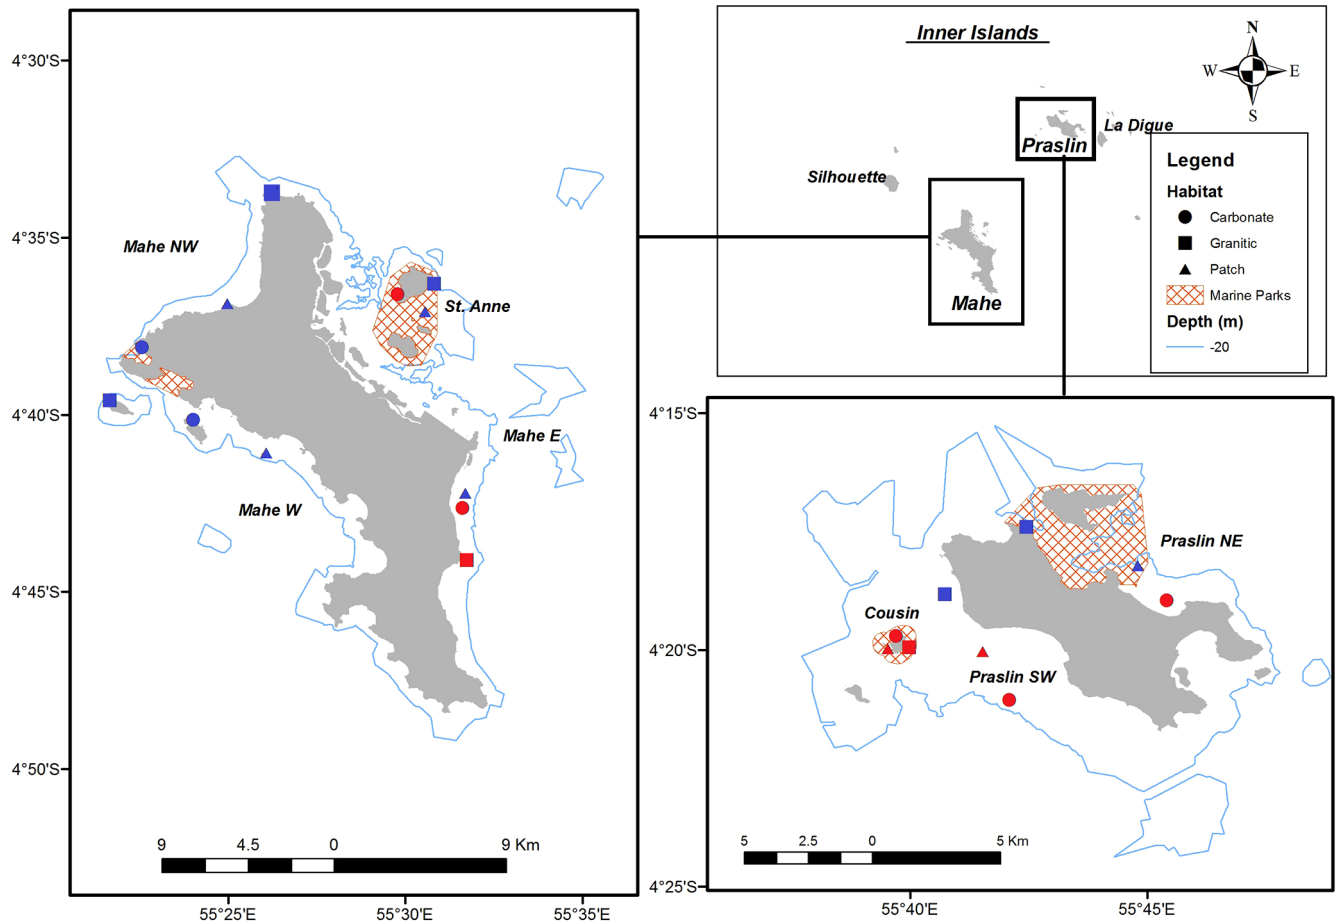 4°30'S
4°35'S
4°40'S
4°45'S
4°50'S
Mahe NW
St. Anne
Mahe E
Mahe W
9 4.5 0 9 Km
55°25'E 55°30'E 55°35'E
Inner Islands
N
W E
S
La Digue
Praslin
Silhouette
Mahe
Legend
Habitat
Carbonate
Granitic
Patch
Marine Parks
Depth (m)
-20
4°15'S
4°20'S
4°25'S
Praslin NE
Cousin
Praslin SW
5 2.5 0 5 Km
55°40'E 55°45'E